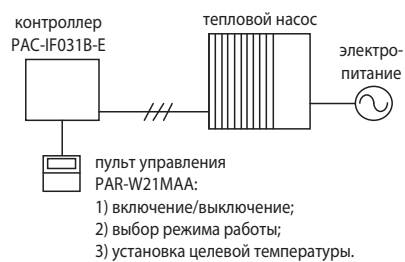 контроллер
PAC-IF031B-E
тепловой насос
электро-
питание
пульт управления
PAR-W21MAA:
1) включение/выключение;
2) выбор режима работы;
3) установка целевой температуры.